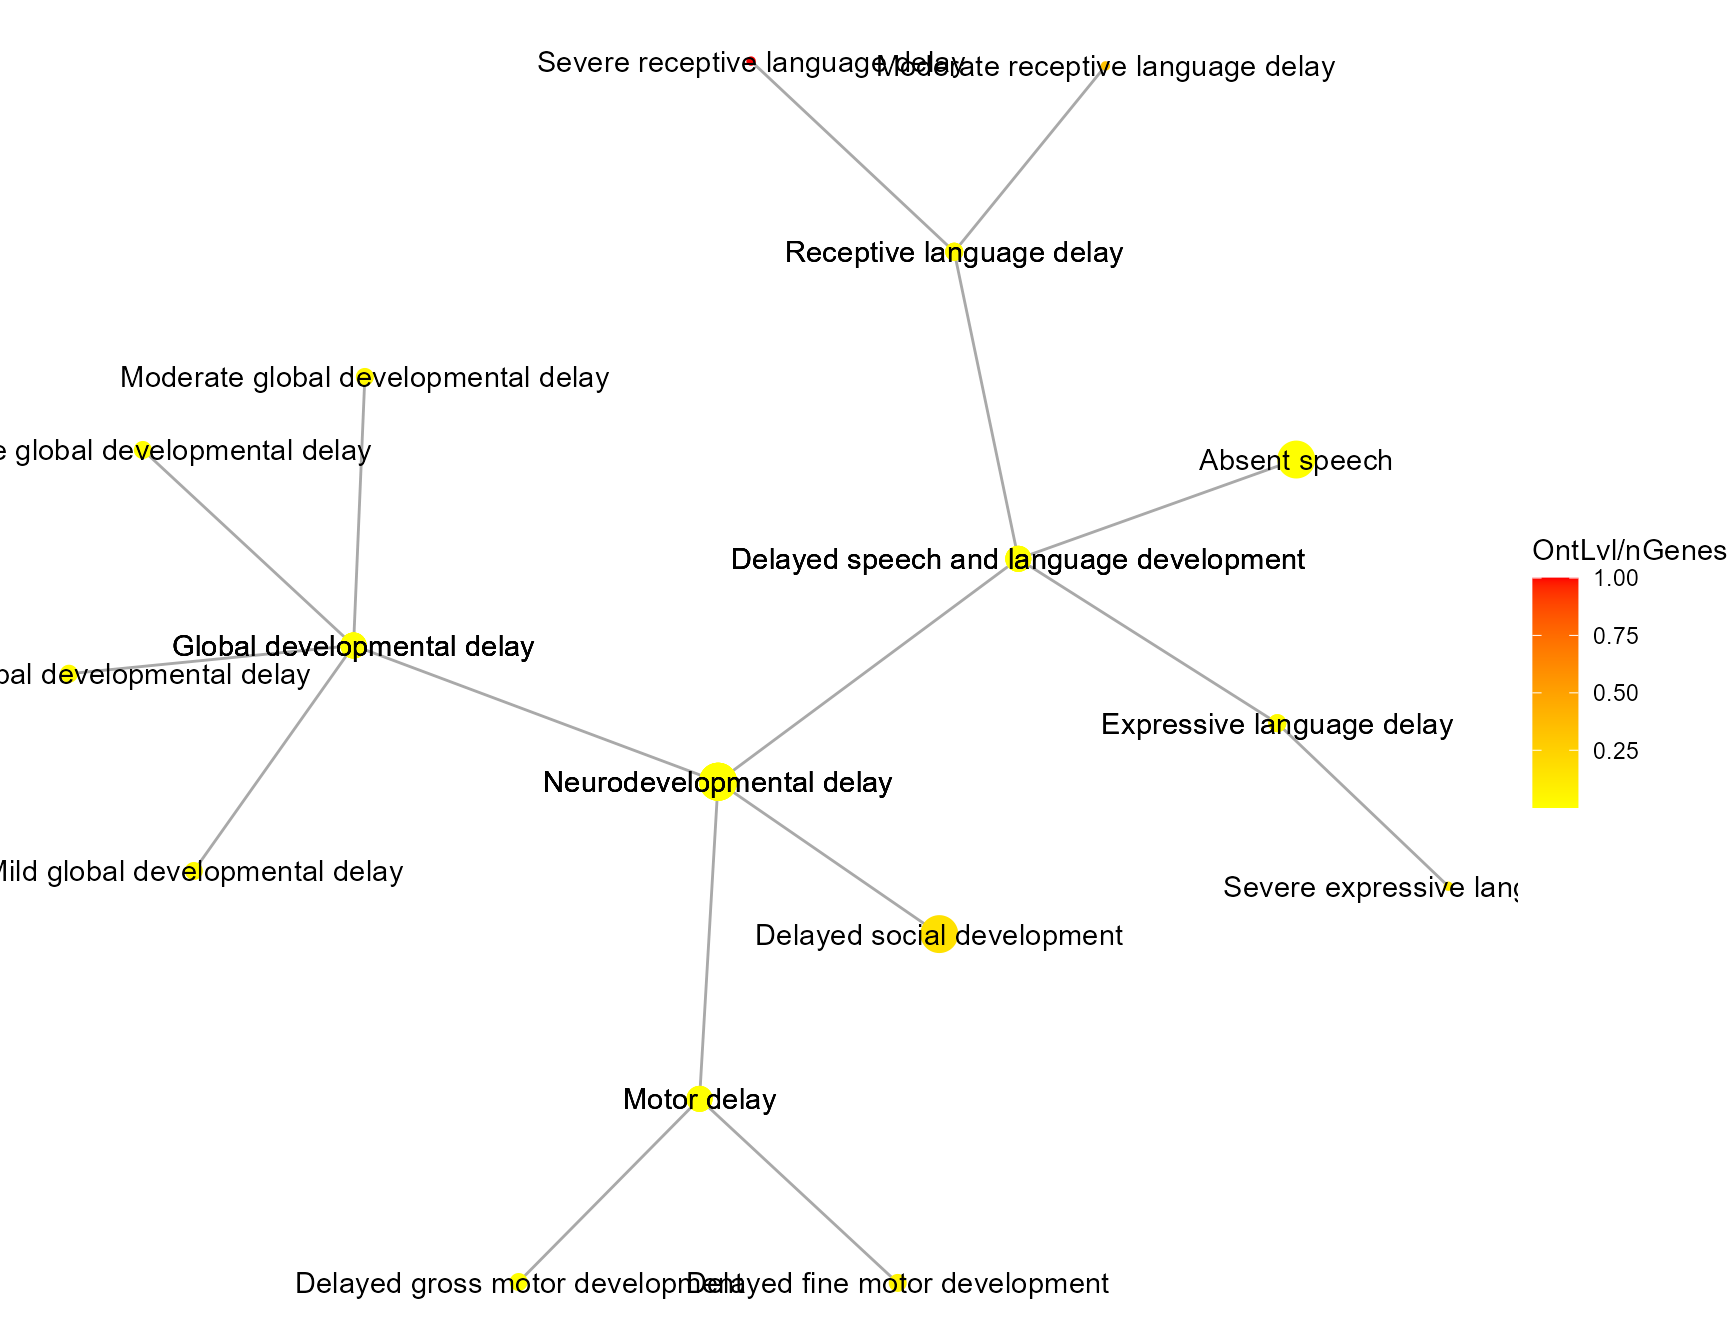 Severe receptive language delay
Moderate receptive language delay
Receptive language delay
Moderate global developmental delay
e global developmental delay
Absent speech
Delayed speech and language development
OntLvl/nGenes
1.00
0.75
0.50
0.25
Global developmental delay
bal developmental delay
Expressive language delay
Neurodevelopmental delay
Mild global developmental delay
Severe expressive lang
Delayed social development
Motor delay
Delayed gross motor development
Delayed fine motor development